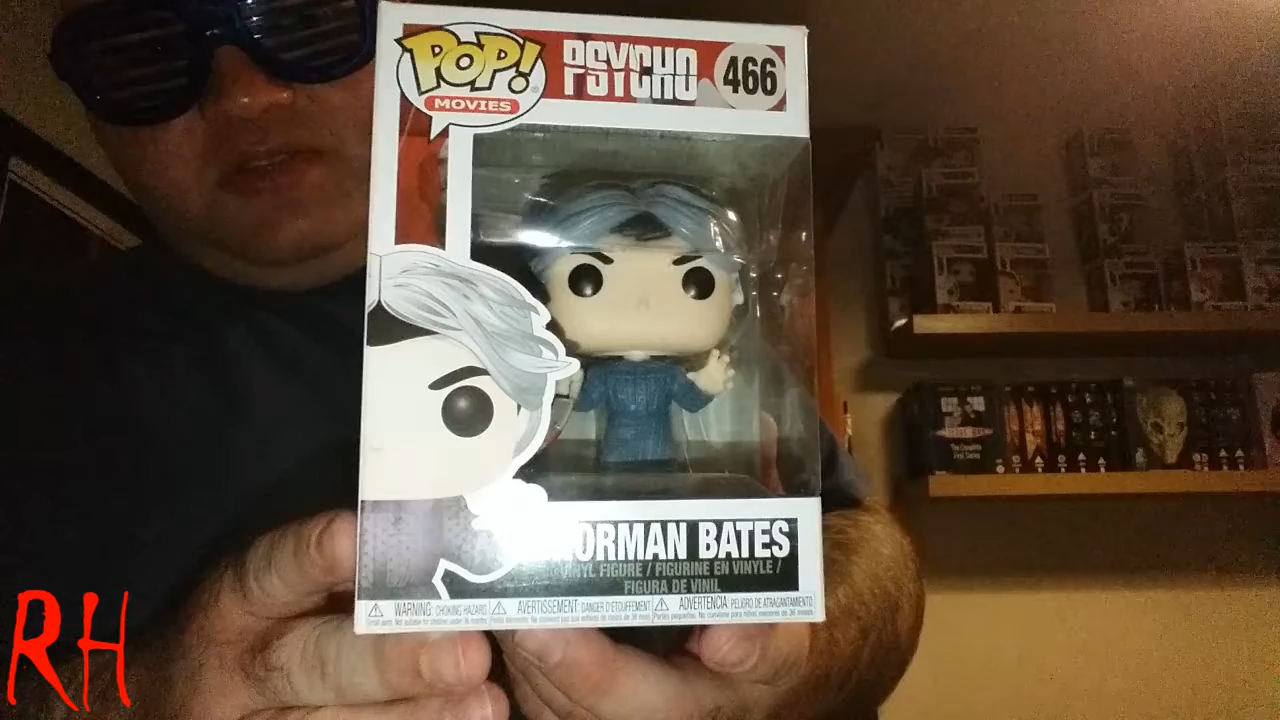 POP!
MOVIES
PSYCHO
466
NORMAN BATES
VINYL FIGURE / FIGURINE EN VINYLE /
FIGURA DE VINIL
WARNING: CHOKING HAZARD.
AVERTISSEMENT: DANGER D'ÉTOUFFEMENT
ADVERTENCIA: PELIGRO DE ATRAGANTAMIENTO
RH